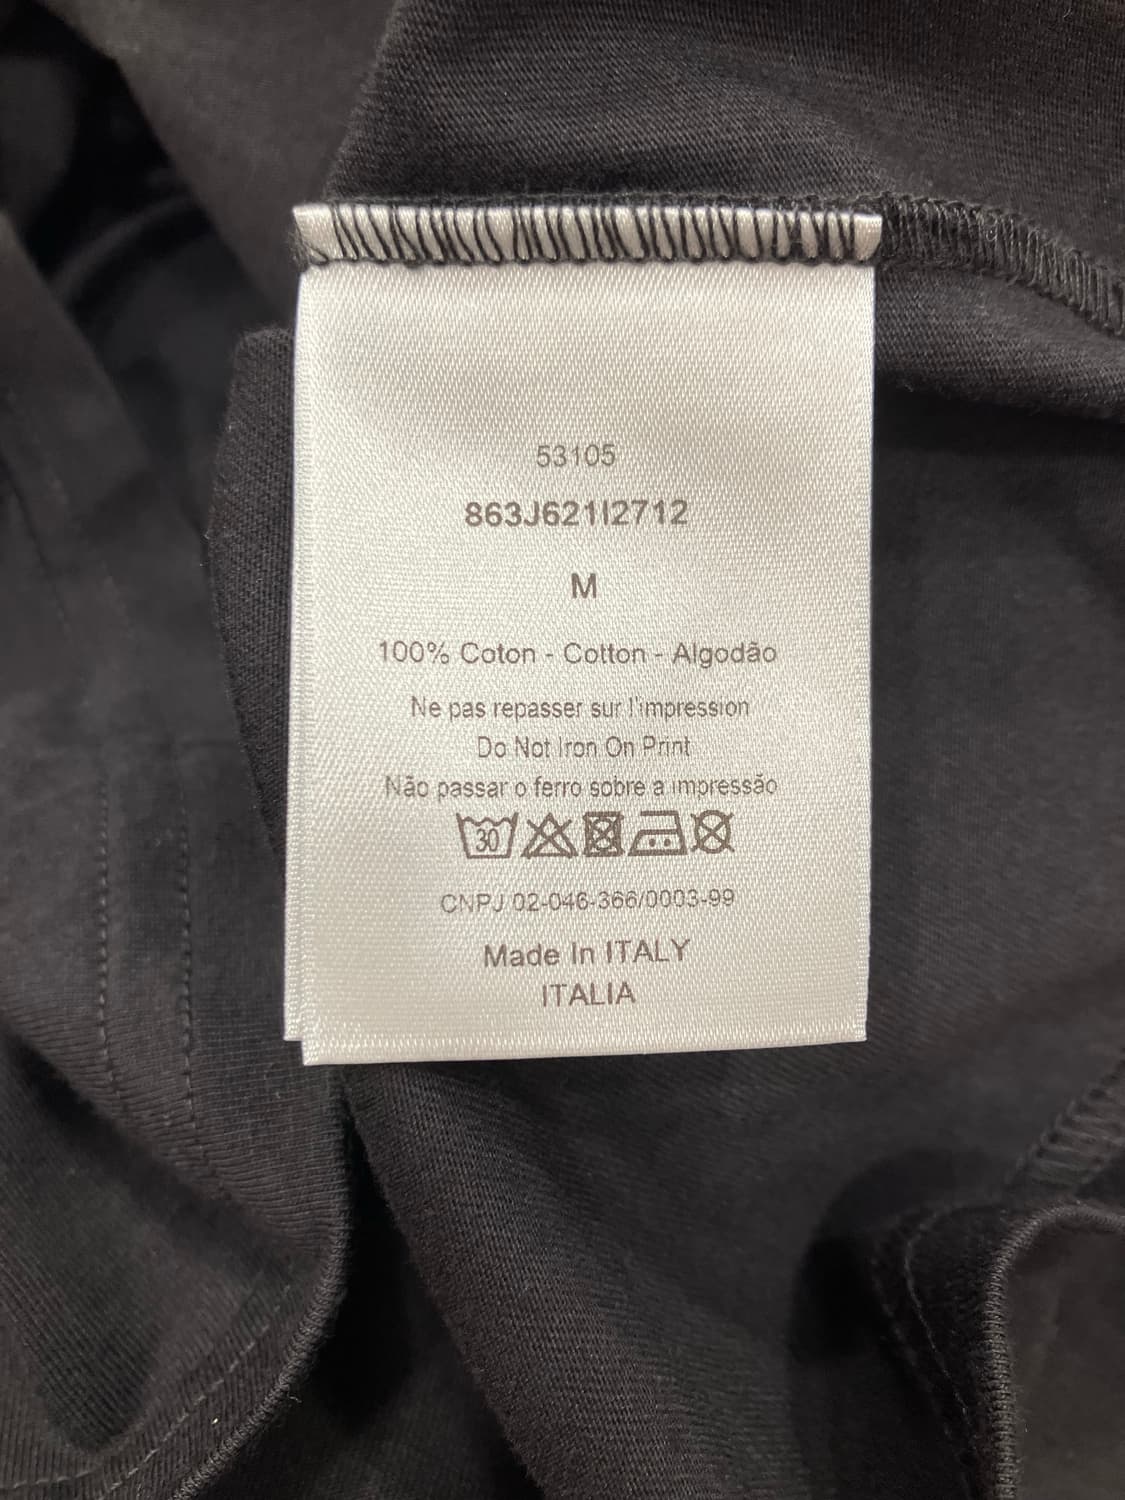 53105
863J621I2712
M
100% Coton - Cotton - Algodão
Ne pas repasser sur l'impression
Do Not Iron On Print
Não passar o ferro sobre a impressão
30
CNPJ 02-046-366/0003-99
Made In ITALY
ITALIA